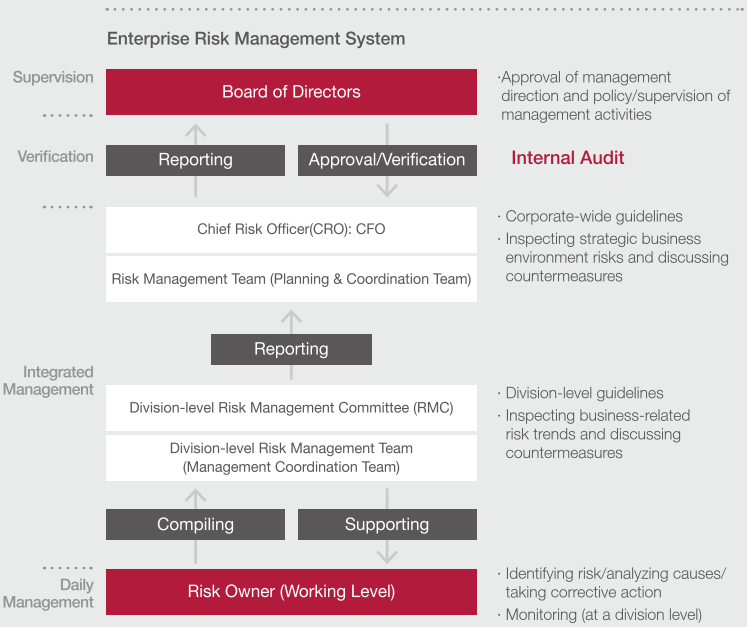 Enterprise Risk Management System
Supervision
Board of Directors
·Approval of management
direction and policy/supervision of
management activities
Verification
Reporting
Approval/Verification
Internal Audit
Chief Risk Officer(CRO): CFO
Risk Management Team (Planning & Coordination Team)
· Corporate-wide guidelines
· Inspecting strategic business
environment risks and discussing
countermeasures
Reporting
Integrated
Management
Division-level Risk Management Committee (RMC)
Division-level Risk Management Team
(Management Coordination Team)
· Division-level guidelines
· Inspecting business-related
risk trends and discussing
countermeasures
Compiling
Supporting
Daily
Management
Risk Owner (Working Level)
· Identifying risk/analyzing causes/
taking corrective action
· Monitoring (at a division level)